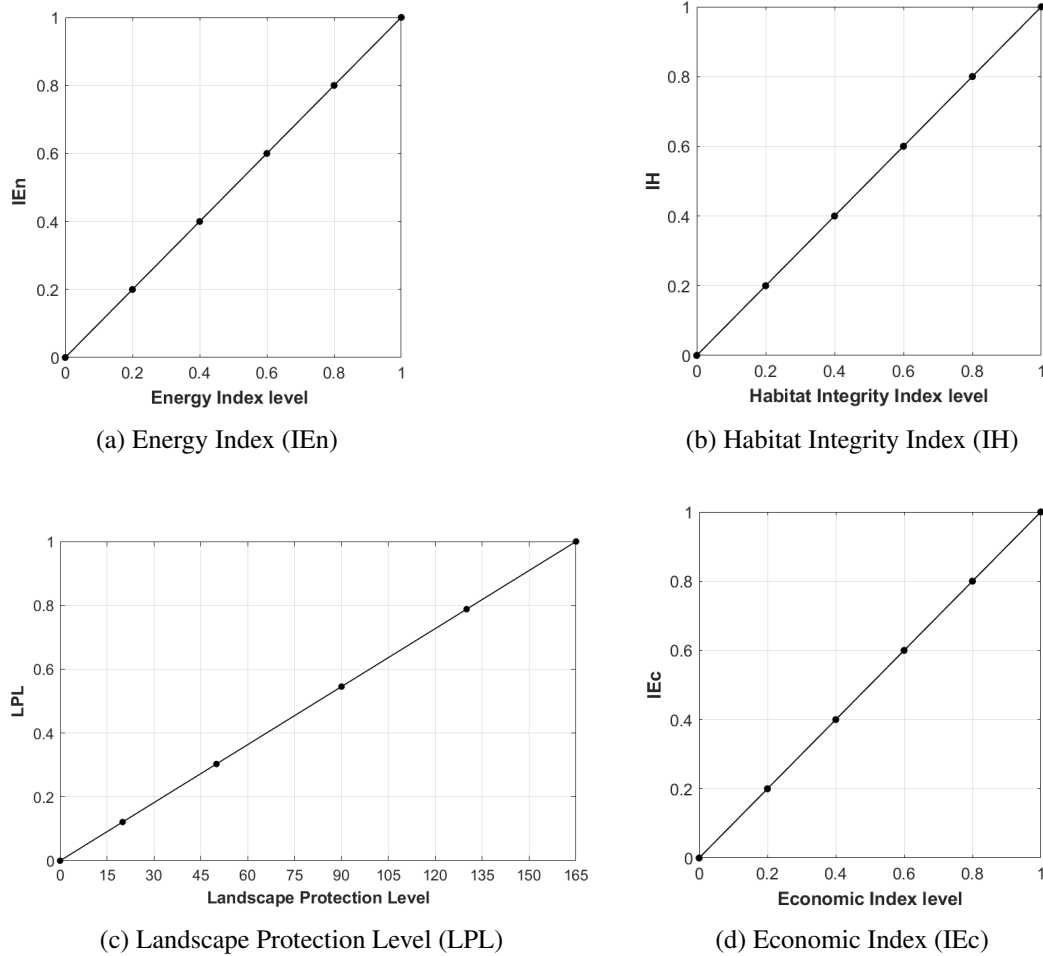 1
0.8
0.6
0.4
0.2
0
IEn
0 0.2 0.4 0.6 0.8 1
Energy Index level
(a) Energy Index (IEn)
1
0.8
0.6
0.4
0.2
0
IH
0 0.2 0.4 0.6 0.8 1
Habitat Integrity Index level
(b) Habitat Integrity Index (IH)
1
0.8
0.6
0.4
0.2
0
LPL
0 15 30 45 60 75 90 105 120 135 150 165
Landscape Protection Level
(c) Landscape Protection Level (LPL)
1
0.8
0.6
0.4
0.2
0
IEc
0 0.2 0.4 0.6 0.8 1
Economic Index level
(d) Economic Index (IEc)